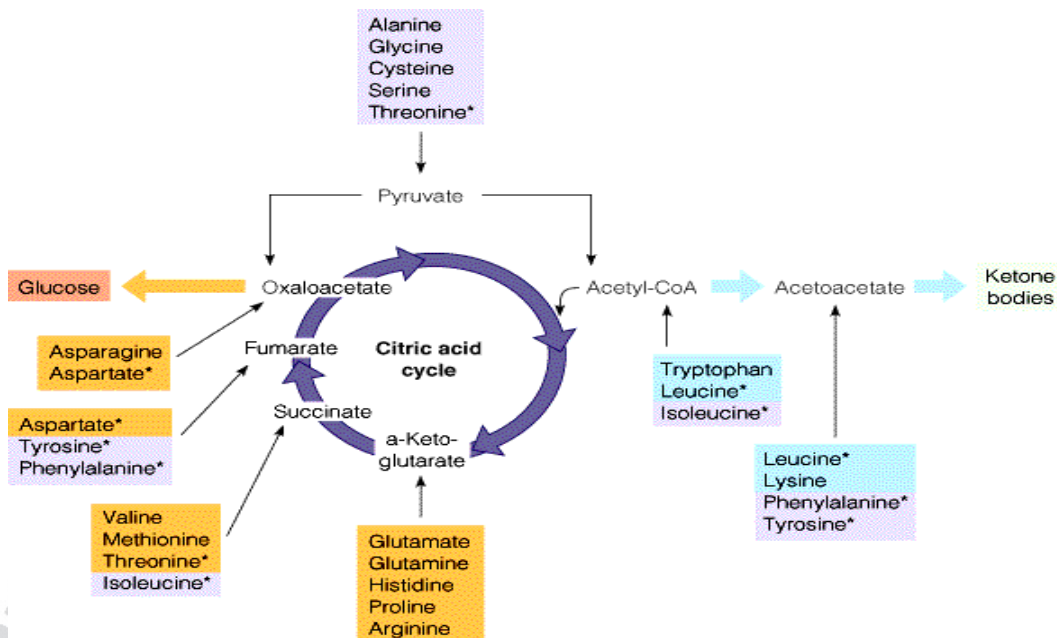 Alanine
Glycine
Cysteine
Serine
Threonine*
Pyruvate
Glucose
Oxaloacetate
Acetyl-CoA
Acetoacetate
Ketone
bodies
Asparagine
Aspartate*
Fumarate
Citric acid
cycle
Tryptophan
Leucine*
Isoleucine*
Aspartate*
Tyrosine*
Phenylalanine*
Succinate
a-Keto-
glutarate
Leucine*
Lysine
Phenylalanine*
Tyrosine*
Valine
Methionine
Threonine*
Isoleucine*
Glutamate
Glutamine
Histidine
Proline
Arginine